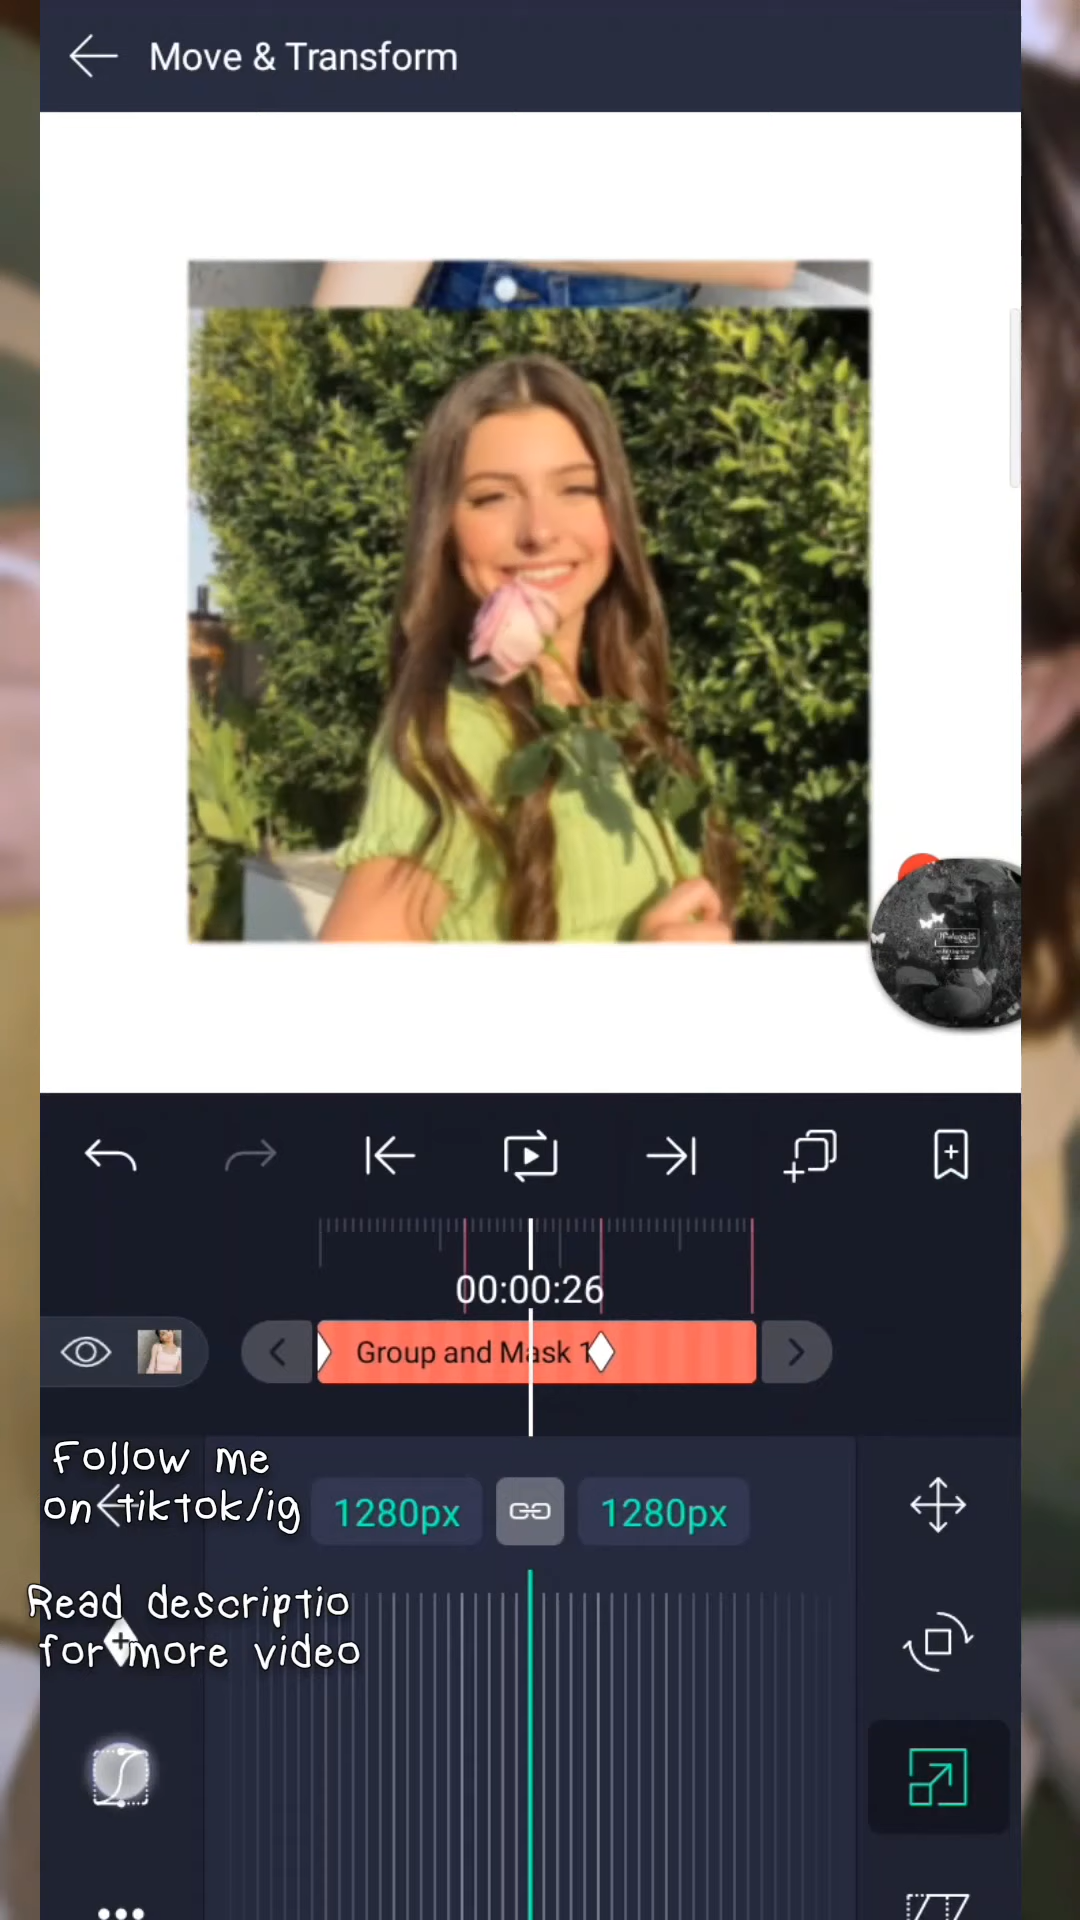 Move & Transform
00:00:26
Group and Mask 1
Follow me
on tiktok/ig
1280px
1280px
Read descriptio
for more video